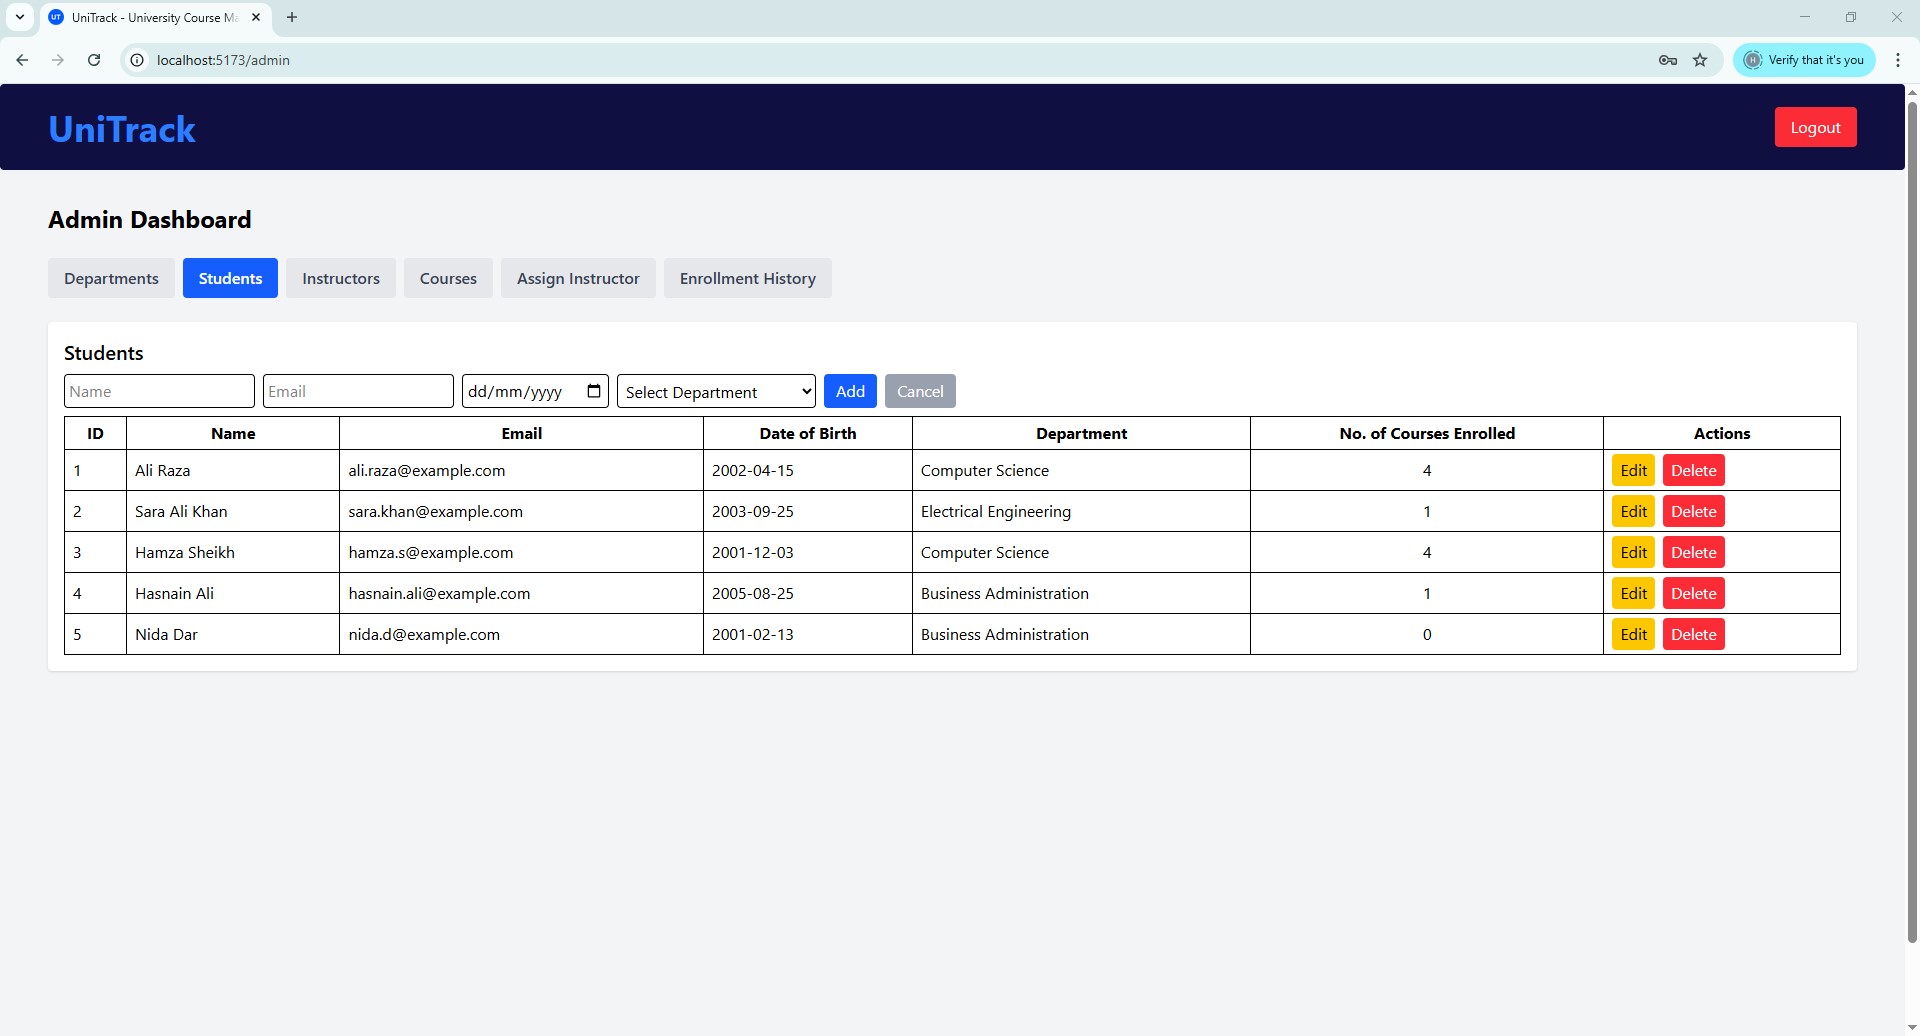 UT UniTrack - University Course Ma
localhost:5173/admin
H Verify that it's you
UniTrack
Logout
Admin Dashboard
Departments Students Instructors Courses Assign Instructor Enrollment History
Students
Name Email dd/mm/yyyy Select Department Add Cancel
ID Name Email Date of Birth Department No. of Courses Enrolled Actions
1 Ali Raza ali.raza@example.com 2002-04-15 Computer Science 4 Edit Delete
2 Sara Ali Khan sara.khan@example.com 2003-09-25 Electrical Engineering 1 Edit Delete
3 Hamza Sheikh hamza.s@example.com 2001-12-03 Computer Science 4 Edit Delete
4 Hasnain Ali hasnain.ali@example.com 2005-08-25 Business Administration 1 Edit Delete
5 Nida Dar nida.d@example.com 2001-02-13 Business Administration 0 Edit Delete